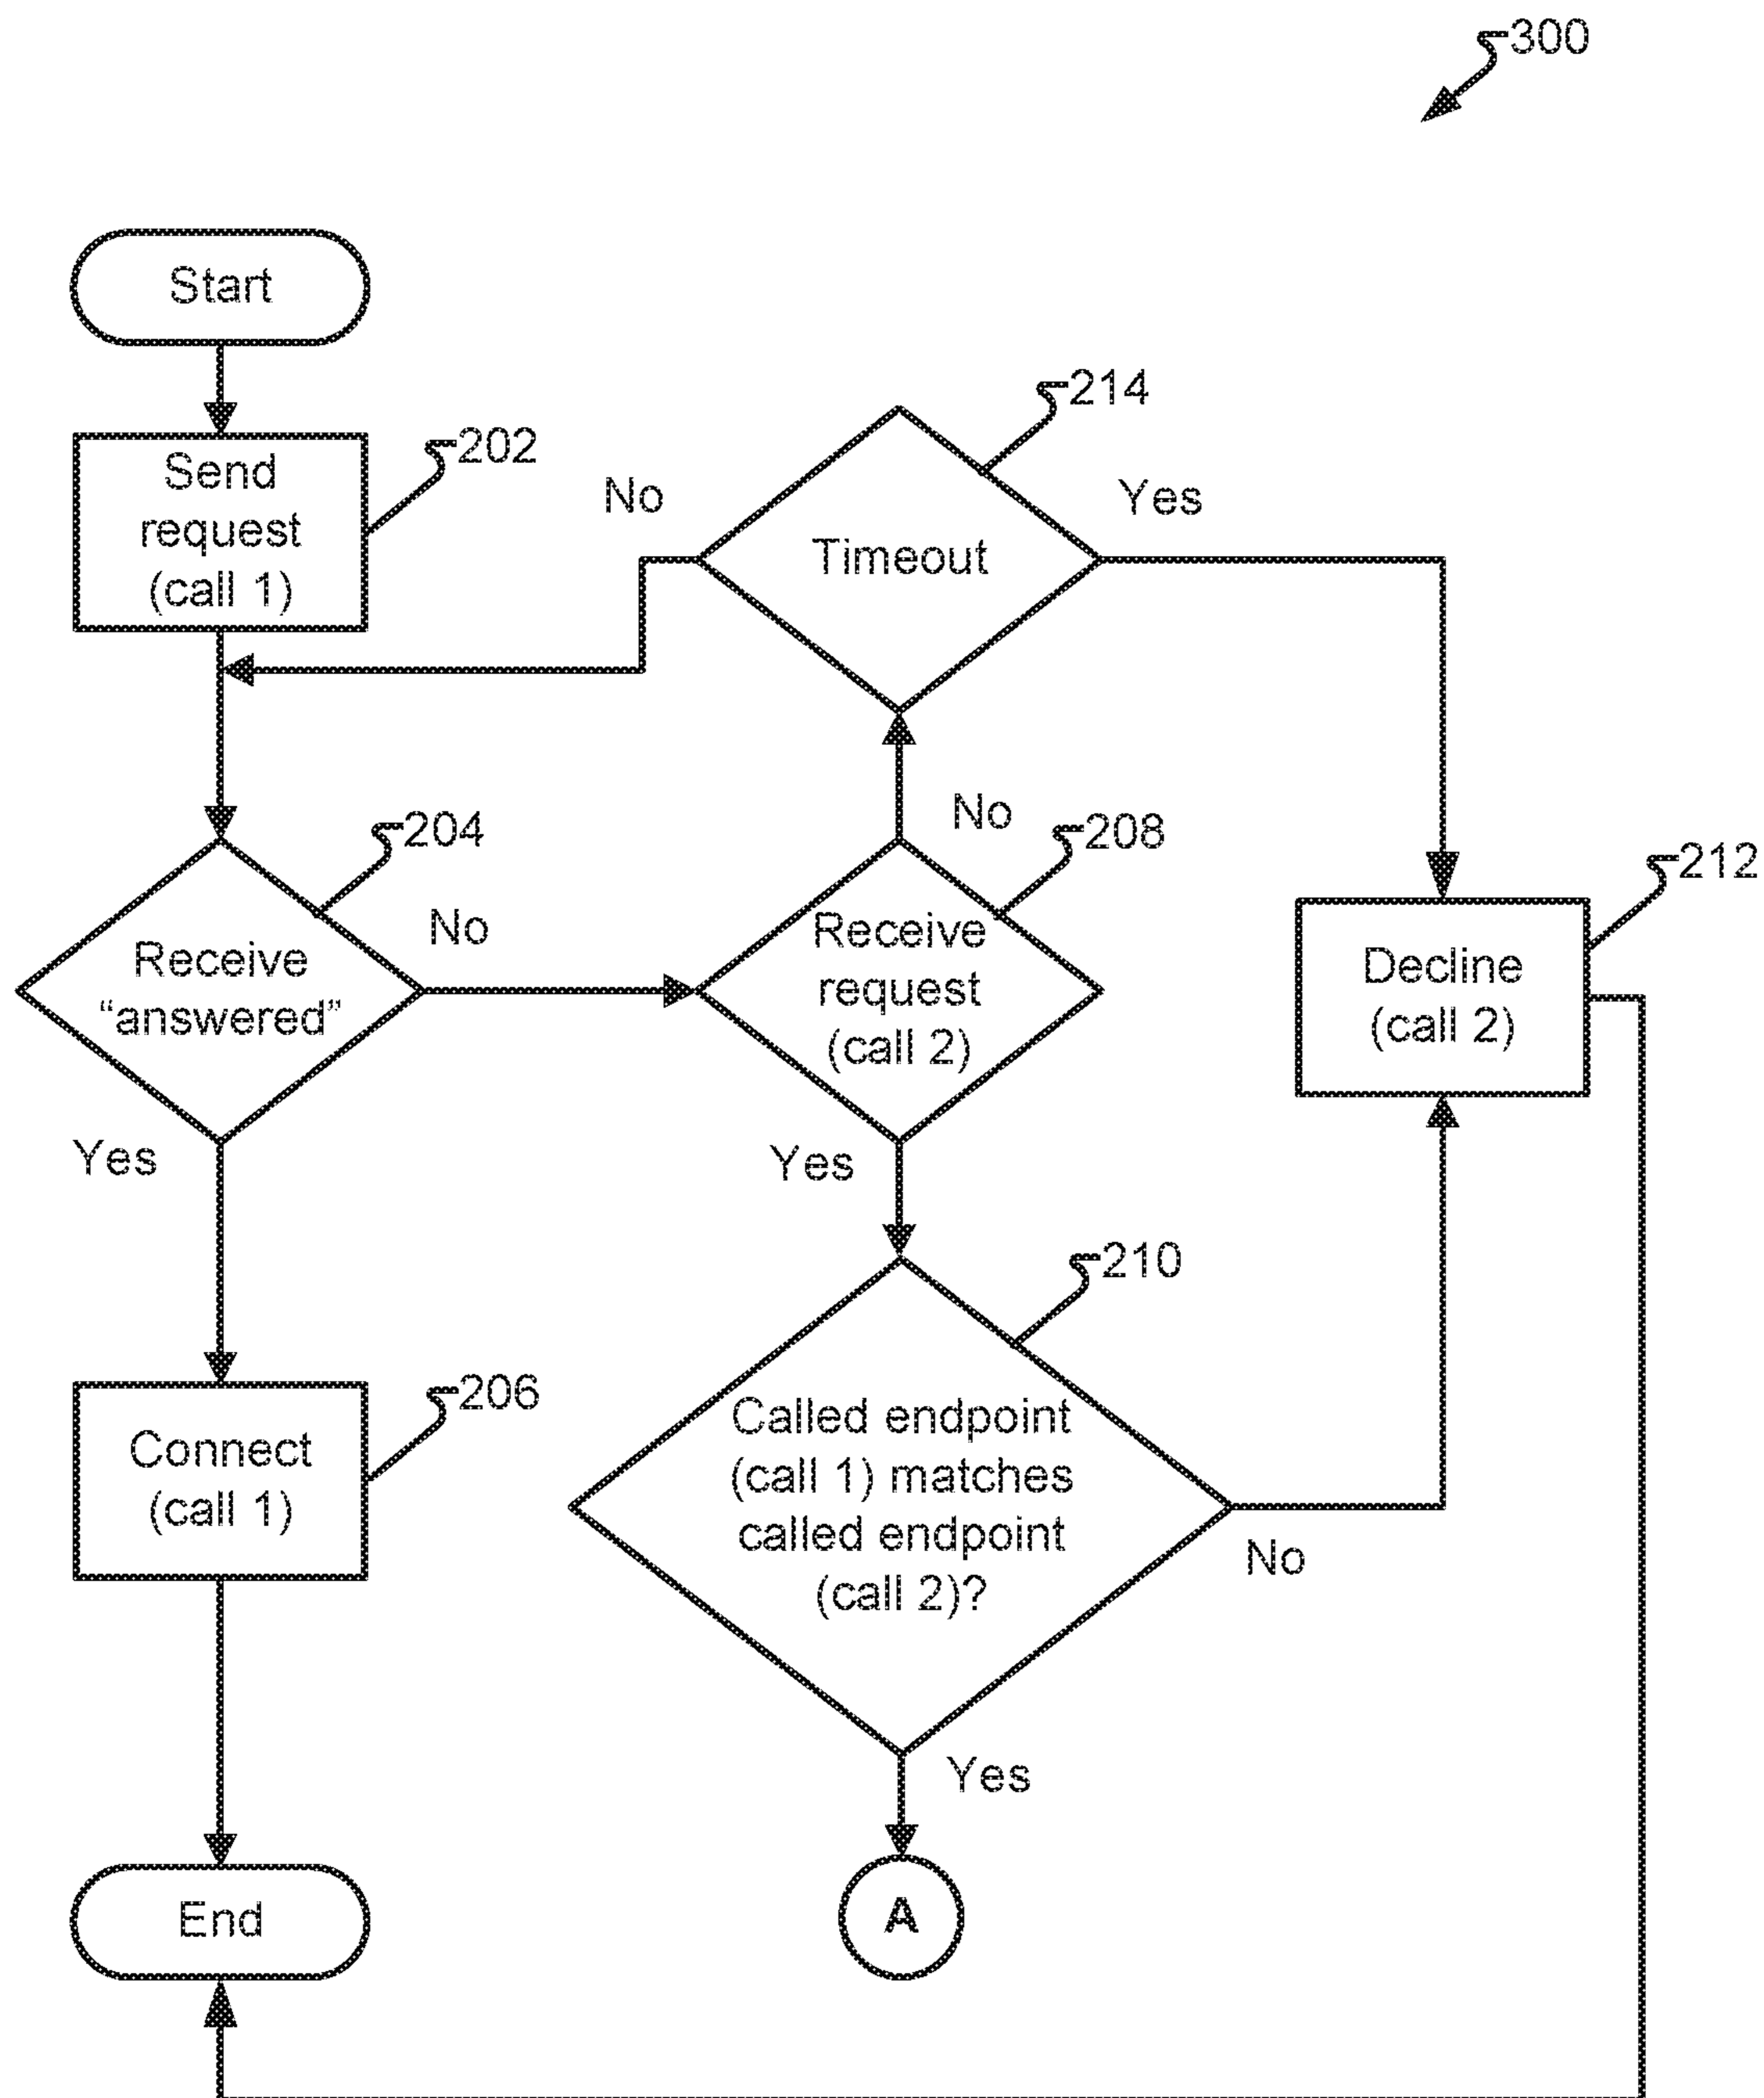 300
Start
214
Send
request
(call 1)
202
No
Yes
Timeout
204
No
208
212
Receive
“answered”
No
Receive
request
(call 2)
Decline
(call 2)
Yes
Yes
210
Connect
(call 1)
206
Called endpoint
(call 1) matches
called endpoint
(call 2)?
No
Yes
End
A